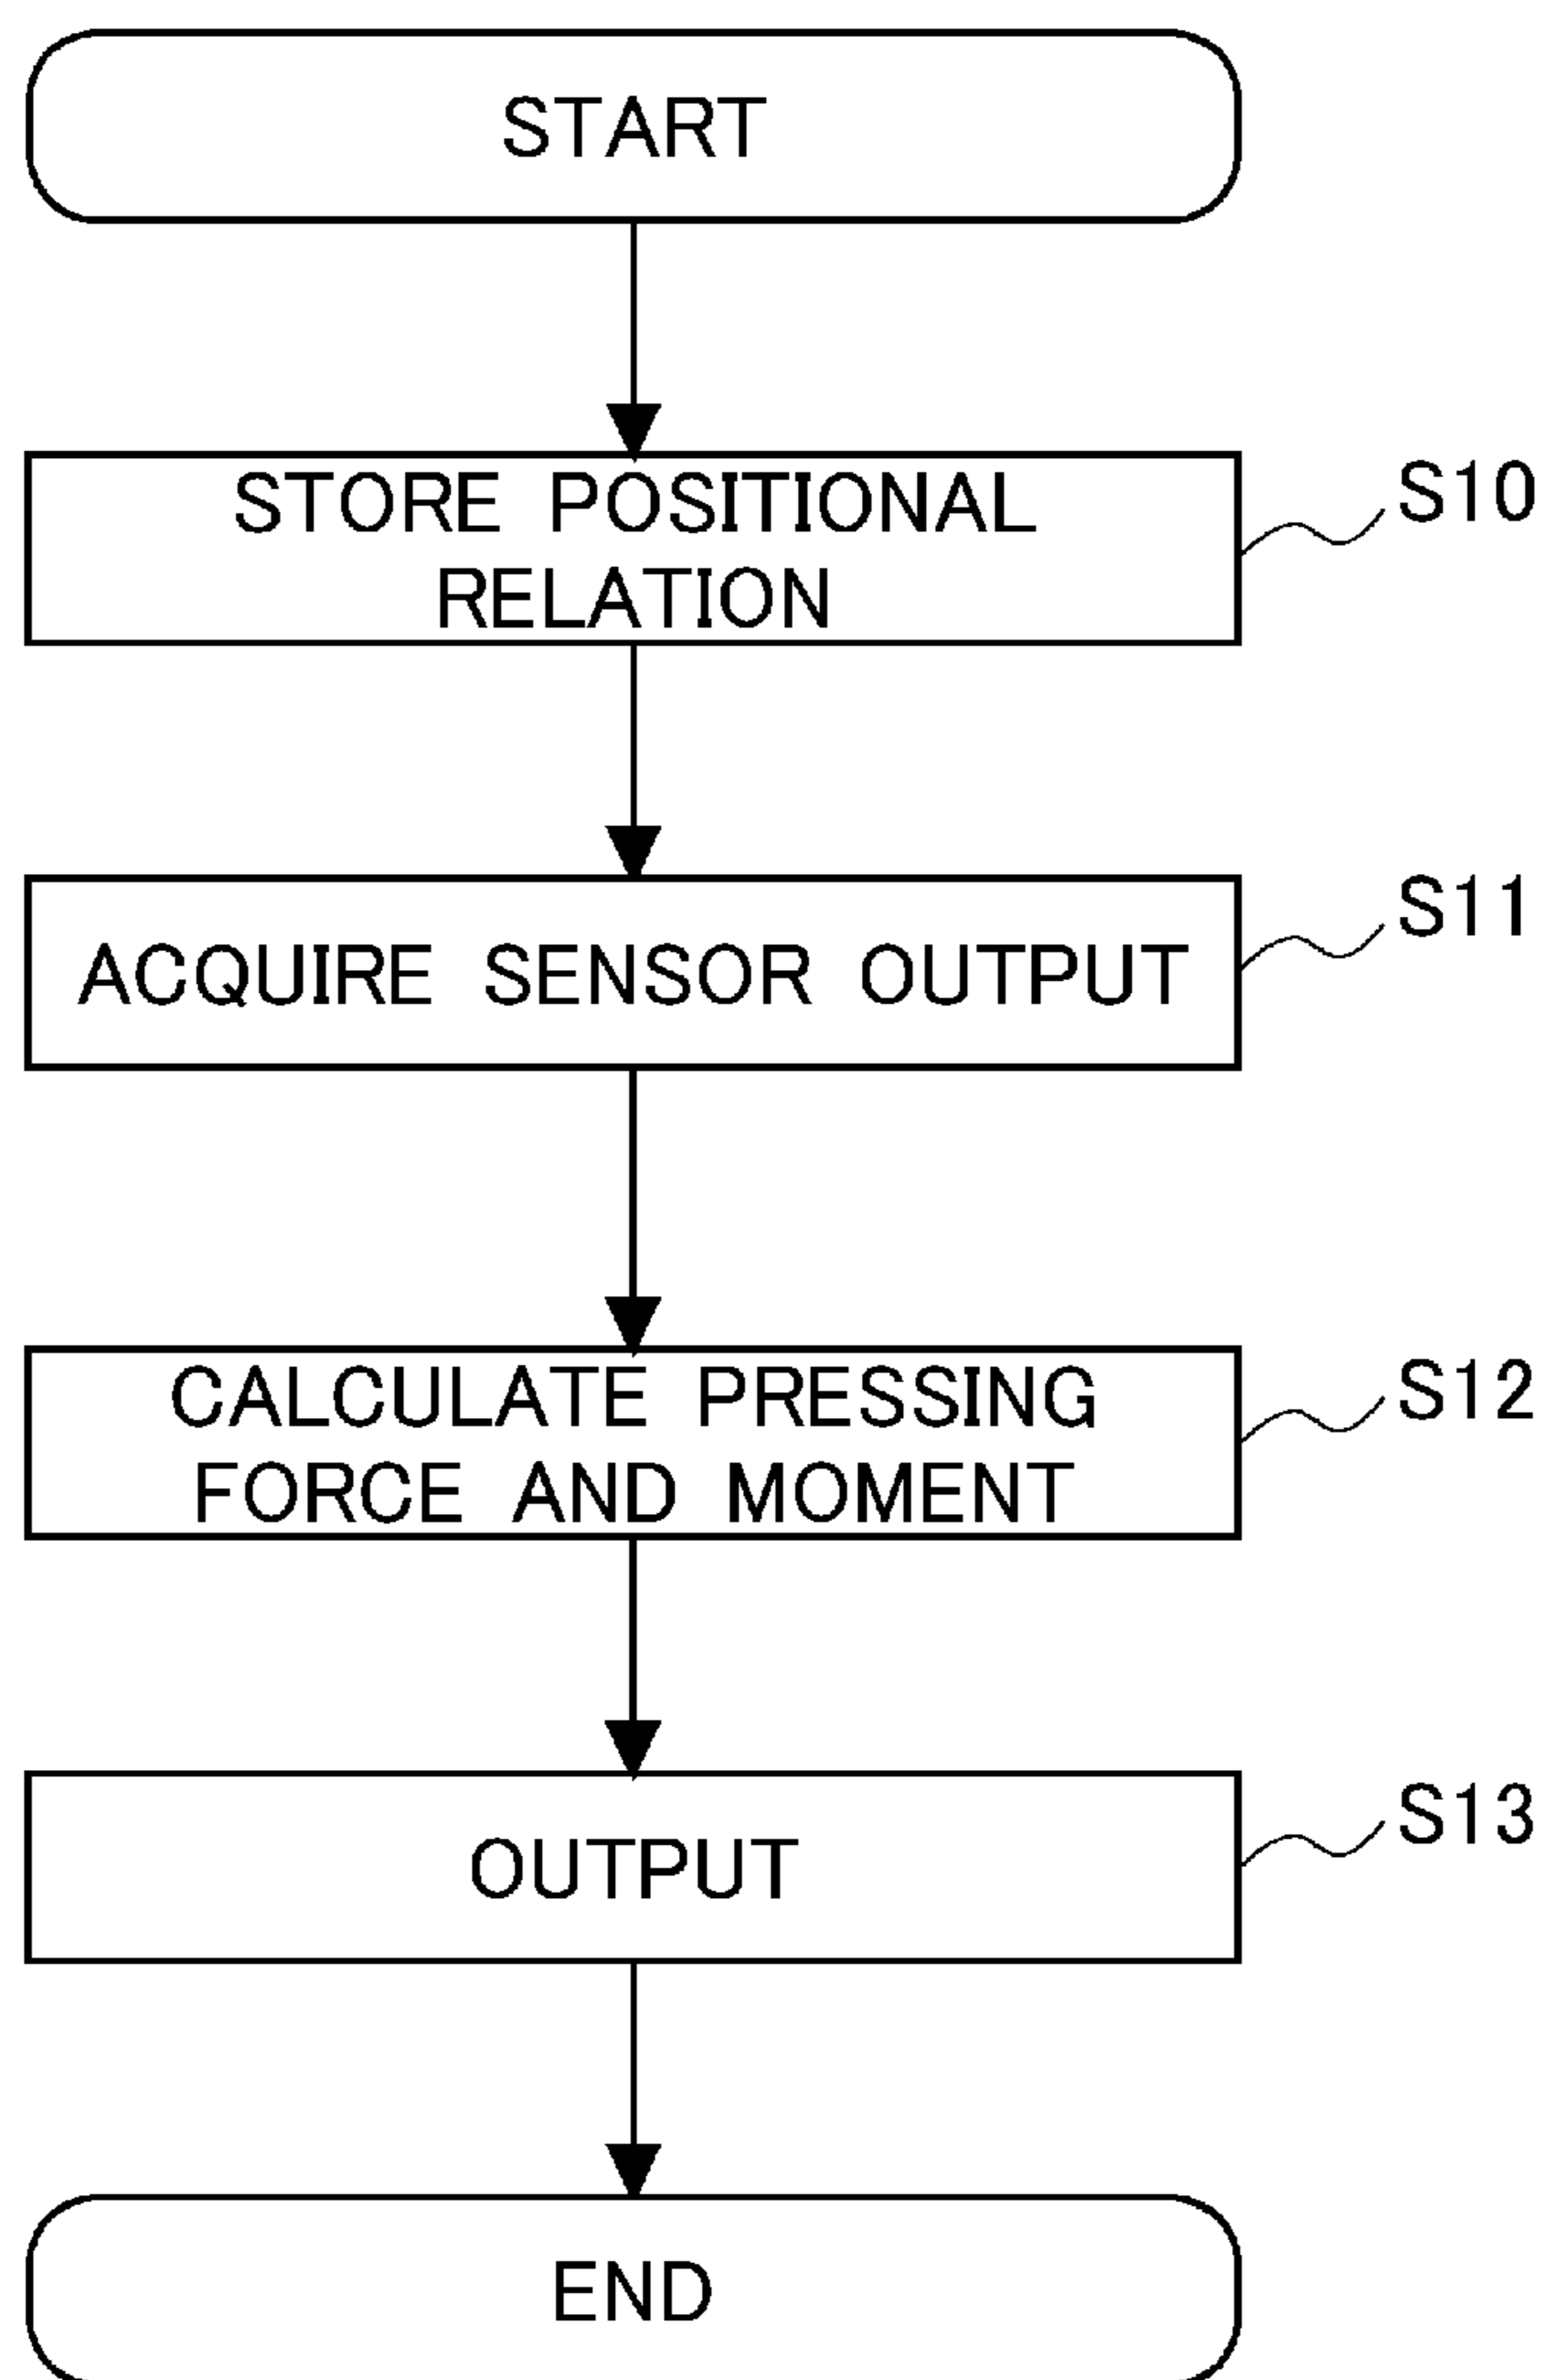 START
STORE POSITIONAL
RELATION
S10
ACQUIRE SENSOR OUTPUT
S11
CALCULATE PRESSING
FORCE AND MOMENT
S12
OUTPUT
S13
END